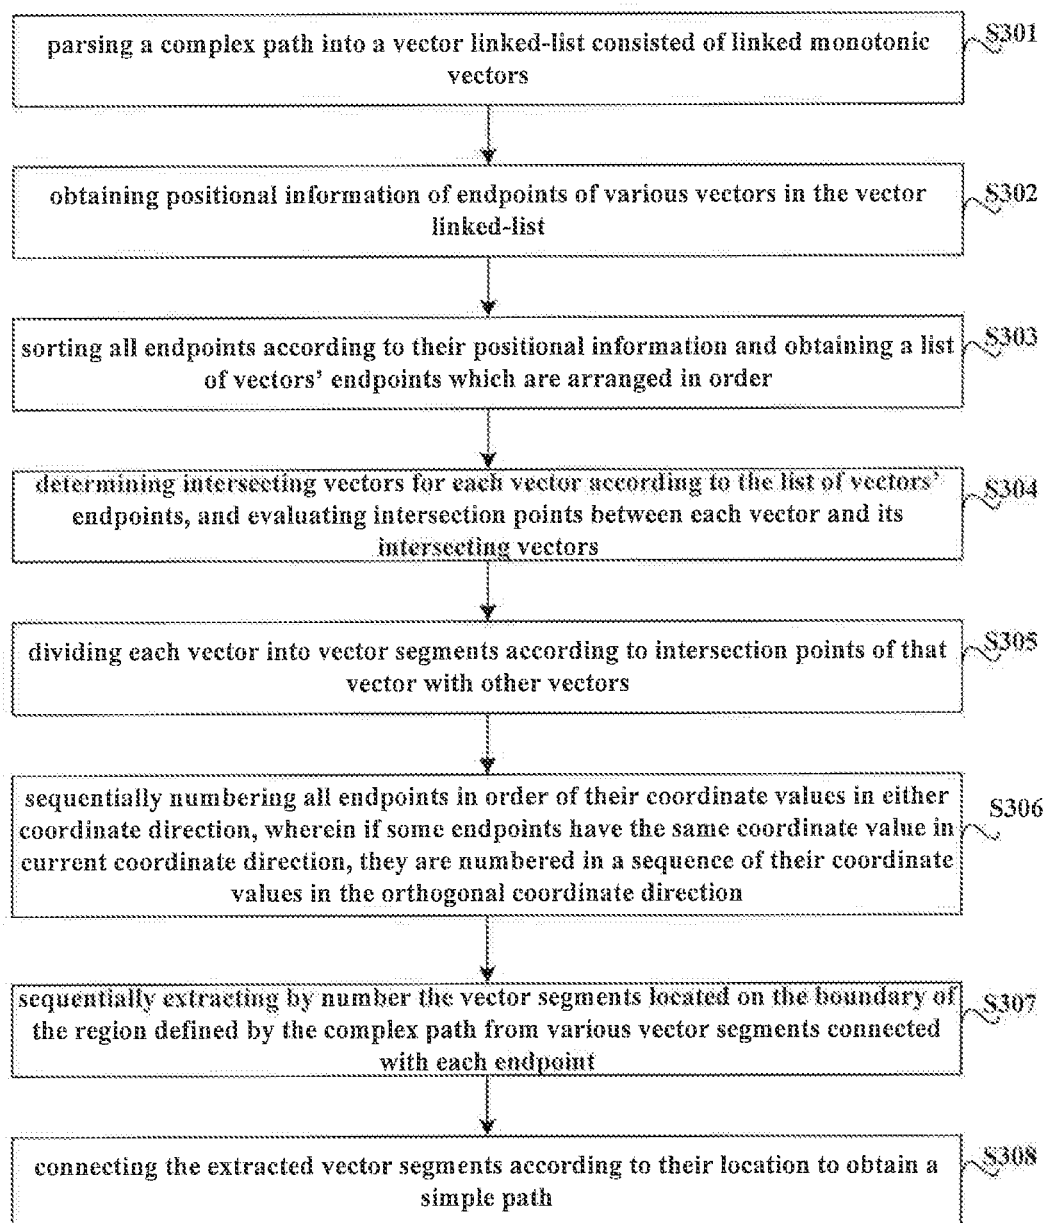 parsing a complex path into a vector linked-list consisted of linked monotonic
vectors
S301
obtaining positional information of endpoints of various vectors in the vector
linked-list
S302
sorting all endpoints according to their positional information and obtaining a list
of vectors' endpoints which are arranged in order
S303
determining intersecting vectors for each vector according to the list of vectors'
endpoints, and evaluating intersection points between each vector and its
intersecting vectors
S304
dividing each vector into vector segments according to intersection points of that
vector with other vectors
S305
sequentially numbering all endpoints in order of their coordinate values in either
coordinate direction, wherein if some endpoints have the same coordinate value in
current coordinate direction, they are numbered in a sequence of their coordinate
values in the orthogonal coordinate direction
S306
sequentially extracting by number the vector segments located on the boundary of
the region defined by the complex path from various vector segments connected
with each endpoint
S307
connecting the extracted vector segments according to their location to obtain a
simple path
S308